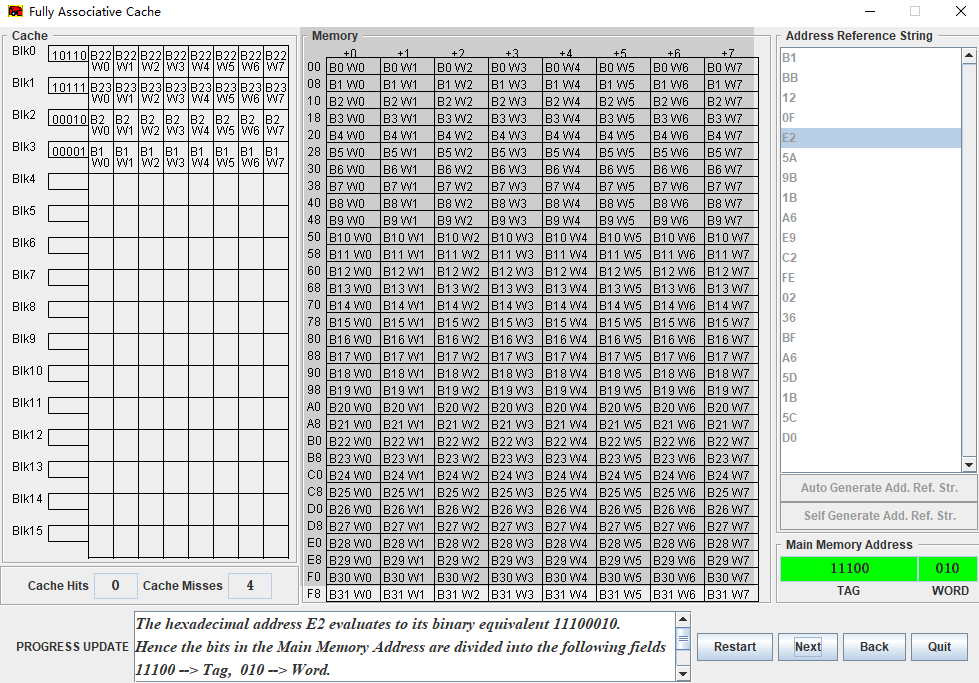 Fully Associative Cache
Cache
Blk0 10110 B22 W0 B22 W1 B22 W2 B22 W3 B22 W4 B22 W5 B22 W6 B22 W7
Blk1 10111 B23 W0 B23 W1 B23 W2 B23 W3 B23 W4 B23 W5 B23 W6 B23 W7
Blk2 00010 B2 W0 B2 W1 B2 W2 B2 W3 B2 W4 B2 W5 B2 W6 B2 W7
Blk3 00001 B1 W0 B1 W1 B1 W2 B1 W3 B1 W4 B1 W5 B1 W6 B1 W7
Blk4
Blk5
Blk6
Blk7
Blk8
Blk9
Blk10
Blk11
Blk12
Blk13
Blk14
Blk15
Cache Hits 0 Cache Misses 4
Memory
+0 +1 +2 +3 +4 +5 +6 +7
00 B0 W0 B0 W1 B0 W2 B0 W3 B0 W4 B0 W5 B0 W6 B0 W7
08 B1 W0 B1 W1 B1 W2 B1 W3 B1 W4 B1 W5 B1 W6 B1 W7
10 B2 W0 B2 W1 B2 W2 B2 W3 B2 W4 B2 W5 B2 W6 B2 W7
18 B3 W0 B3 W1 B3 W2 B3 W3 B3 W4 B3 W5 B3 W6 B3 W7
20 B4 W0 B4 W1 B4 W2 B4 W3 B4 W4 B4 W5 B4 W6 B4 W7
28 B5 W0 B5 W1 B5 W2 B5 W3 B5 W4 B5 W5 B5 W6 B5 W7
30 B6 W0 B6 W1 B6 W2 B6 W3 B6 W4 B6 W5 B6 W6 B6 W7
38 B7 W0 B7 W1 B7 W2 B7 W3 B7 W4 B7 W5 B7 W6 B7 W7
40 B8 W0 B8 W1 B8 W2 B8 W3 B8 W4 B8 W5 B8 W6 B8 W7
48 B9 W0 B9 W1 B9 W2 B9 W3 B9 W4 B9 W5 B9 W6 B9 W7
50 B10 W0 B10 W1 B10 W2 B10 W3 B10 W4 B10 W5 B10 W6 B10 W7
58 B11 W0 B11 W1 B11 W2 B11 W3 B11 W4 B11 W5 B11 W6 B11 W7
60 B12 W0 B12 W1 B12 W2 B12 W3 B12 W4 B12 W5 B12 W6 B12 W7
68 B13 W0 B13 W1 B13 W2 B13 W3 B13 W4 B13 W5 B13 W6 B13 W7
70 B14 W0 B14 W1 B14 W2 B14 W3 B14 W4 B14 W5 B14 W6 B14 W7
78 B15 W0 B15 W1 B15 W2 B15 W3 B15 W4 B15 W5 B15 W6 B15 W7
80 B16 W0 B16 W1 B16 W2 B16 W3 B16 W4 B16 W5 B16 W6 B16 W7
88 B17 W0 B17 W1 B17 W2 B17 W3 B17 W4 B17 W5 B17 W6 B17 W7
90 B18 W0 B18 W1 B18 W2 B18 W3 B18 W4 B18 W5 B18 W6 B18 W7
98 B19 W0 B19 W1 B19 W2 B19 W3 B19 W4 B19 W5 B19 W6 B19 W7
A0 B20 W0 B20 W1 B20 W2 B20 W3 B20 W4 B20 W5 B20 W6 B20 W7
A8 B21 W0 B21 W1 B21 W2 B21 W3 B21 W4 B21 W5 B21 W6 B21 W7
B0 B22 W0 B22 W1 B22 W2 B22 W3 B22 W4 B22 W5 B22 W6 B22 W7
B8 B23 W0 B23 W1 B23 W2 B23 W3 B23 W4 B23 W5 B23 W6 B23 W7
C0 B24 W0 B24 W1 B24 W2 B24 W3 B24 W4 B24 W5 B24 W6 B24 W7
C8 B25 W0 B25 W1 B25 W2 B25 W3 B25 W4 B25 W5 B25 W6 B25 W7
D0 B26 W0 B26 W1 B26 W2 B26 W3 B26 W4 B26 W5 B26 W6 B26 W7
D8 B27 W0 B27 W1 B27 W2 B27 W3 B27 W4 B27 W5 B27 W6 B27 W7
E0 B28 W0 B28 W1 B28 W2 B28 W3 B28 W4 B28 W5 B28 W6 B28 W7
E8 B29 W0 B29 W1 B29 W2 B29 W3 B29 W4 B29 W5 B29 W6 B29 W7
F0 B30 W0 B30 W1 B30 W2 B30 W3 B30 W4 B30 W5 B30 W6 B30 W7
F8 B31 W0 B31 W1 B31 W2 B31 W3 B31 W4 B31 W5 B31 W6 B31 W7
Address Reference String
B1
BB
12
0F
E2
5A
9B
1B
A6
E9
C2
FE
02
36
BF
A6
5D
1B
5C
D0
Auto Generate Add. Ref. Str.
Self Generate Add. Ref. Str.
Main Memory Address
11100 010
TAG WORD
PROGRESS UPDATE
The hexadecimal address E2 evaluates to its binary equivalent 11100010.
Hence the bits in the Main Memory Address are divided into the following fields
11100 --> Tag, 010 --> Word.
Restart Next Back Quit